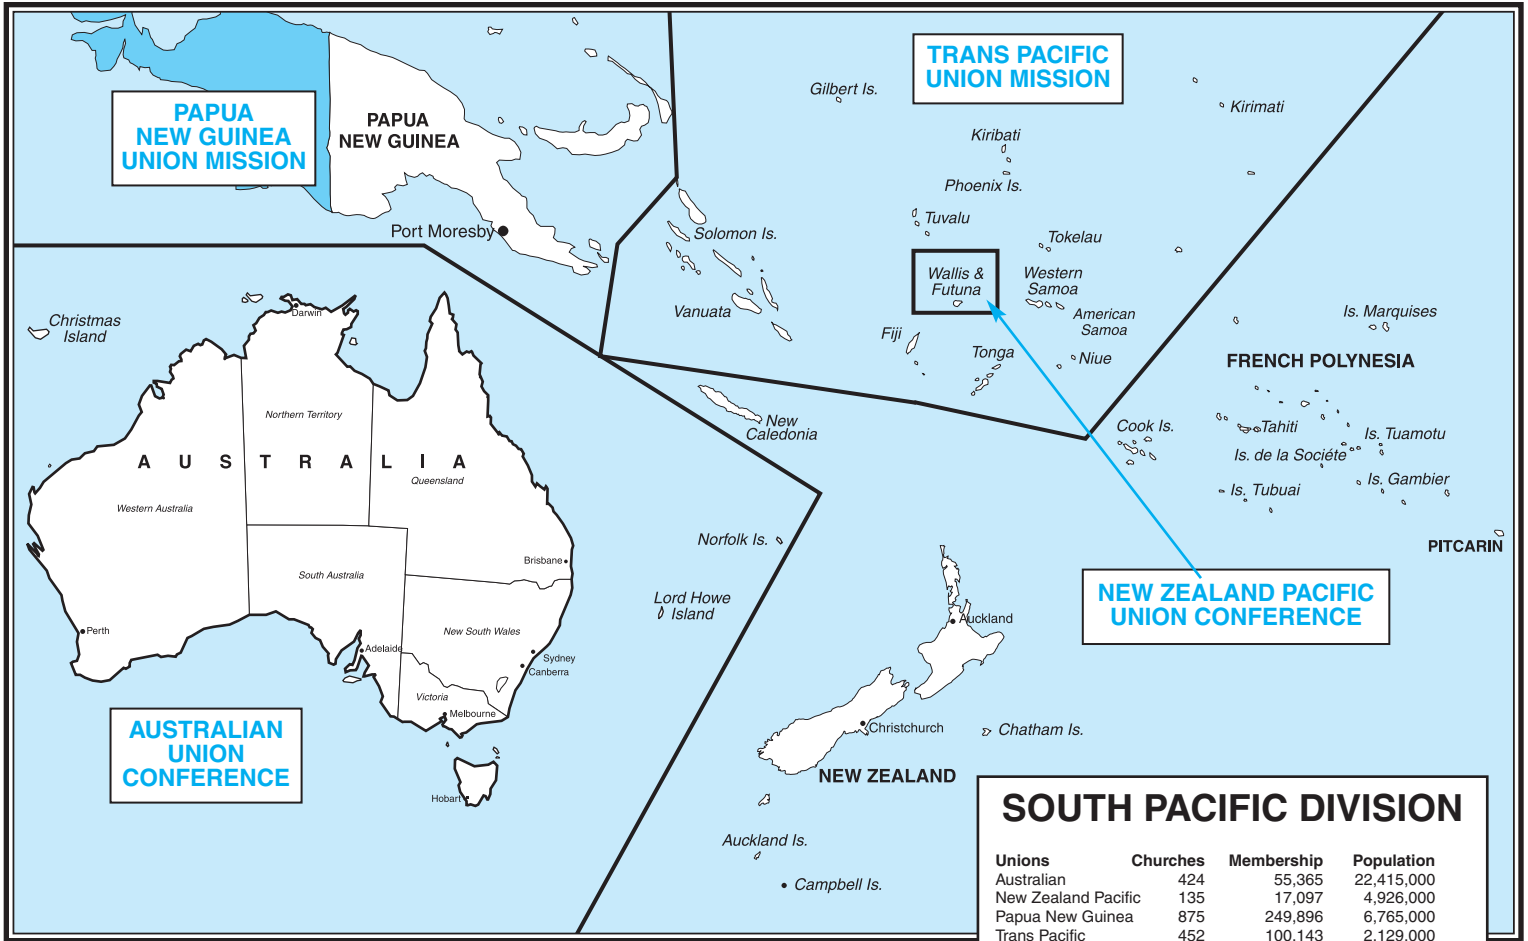 TRANS PACIFIC
UNION MISSION
Gilbert Is.
Kirimati
PAPUA
NEW GUINEA
UNION MISSION
PAPUA
NEW GUINEA
Kiribati
Phoenix Is.
Tuvalu
Port Moresby
Solomon Is.
Tokelau
Wallis &
Futuna
Western
Samoa
Vanuata
American
Samoa
Is. Marquises
Christmas
Island
Darwin
Fiji
Tonga
Niue
FRENCH POLYNESIA
Northern Territory
New
Caledonia
Cook Is.
Tahiti
Is. Tuamotu
Is. de la Sociéte
AUSTRALIA
Queensland
Western Australia
Is. Gambier
Is. Tubuai
Norfolk Is.
PITCARIN
Brisbane
South Australia
Lord Howe
Island
NEW ZEALAND PACIFIC
UNION CONFERENCE
Perth
New South Wales
Auckland
Adelaide
Sydney
Canberra
Victoria
Melbourne
AUSTRALIAN
UNION
CONFERENCE
Christchurch
Chatham Is.
NEW ZEALAND
Hobart
Auckland Is.
Campbell Is.
SOUTH PACIFIC DIVISION
Unions Churches Membership Population
Australian 424 55,365 22,415,000
New Zealand Pacific 135 17,097 4,926,000
Papua New Guinea 875 249,896 6,765,000
Trans Pacific 452 100,143 2,129,000